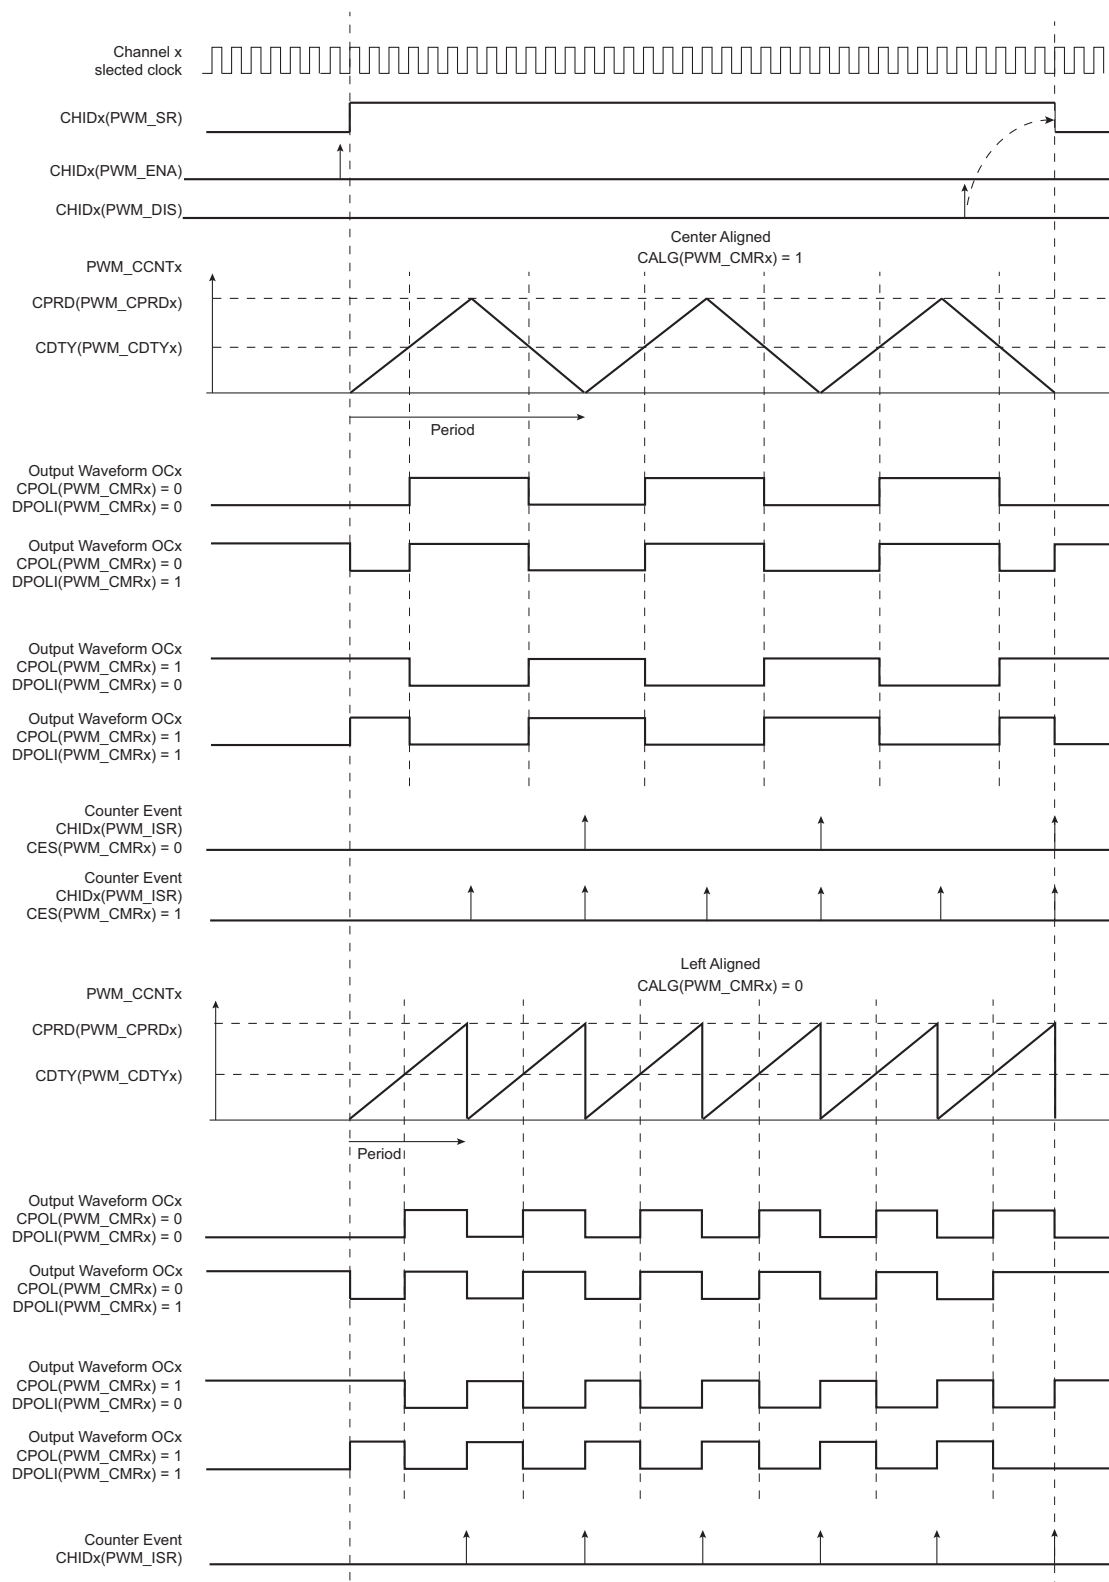 Channel x
slected clock
CHIDx(PWM_SR)
CHIDx(PWM_ENA)
CHIDx(PWM_DIS)
Center Aligned
CALG(PWM_CMRx) = 1
PWM_CCNTx
CPRD(PWM_CPRDx)
CDTY(PWM_CDTYx)
Period
Output Waveform OCx
CPOL(PWM_CMRx) = 0
DPOLI(PWM_CMRx) = 0
Output Waveform OCx
CPOL(PWM_CMRx) = 0
DPOLI(PWM_CMRx) = 1
Output Waveform OCx
CPOL(PWM_CMRx) = 1
DPOLI(PWM_CMRx) = 0
Output Waveform OCx
CPOL(PWM_CMRx) = 1
DPOLI(PWM_CMRx) = 1
Counter Event
CHIDx(PWM_ISR)
CES(PWM_CMRx) = 0
Counter Event
CHIDx(PWM_ISR)
CES(PWM_CMRx) = 1
Left Aligned
CALG(PWM_CMRx) = 0
PWM_CCNTx
CPRD(PWM_CPRDx)
CDTY(PWM_CDTYx)
Period
Output Waveform OCx
CPOL(PWM_CMRx) = 0
DPOLI(PWM_CMRx) = 0
Output Waveform OCx
CPOL(PWM_CMRx) = 0
DPOLI(PWM_CMRx) = 1
Output Waveform OCx
CPOL(PWM_CMRx) = 1
DPOLI(PWM_CMRx) = 0
Output Waveform OCx
CPOL(PWM_CMRx) = 1
DPOLI(PWM_CMRx) = 1
Counter Event
CHIDx(PWM_ISR)